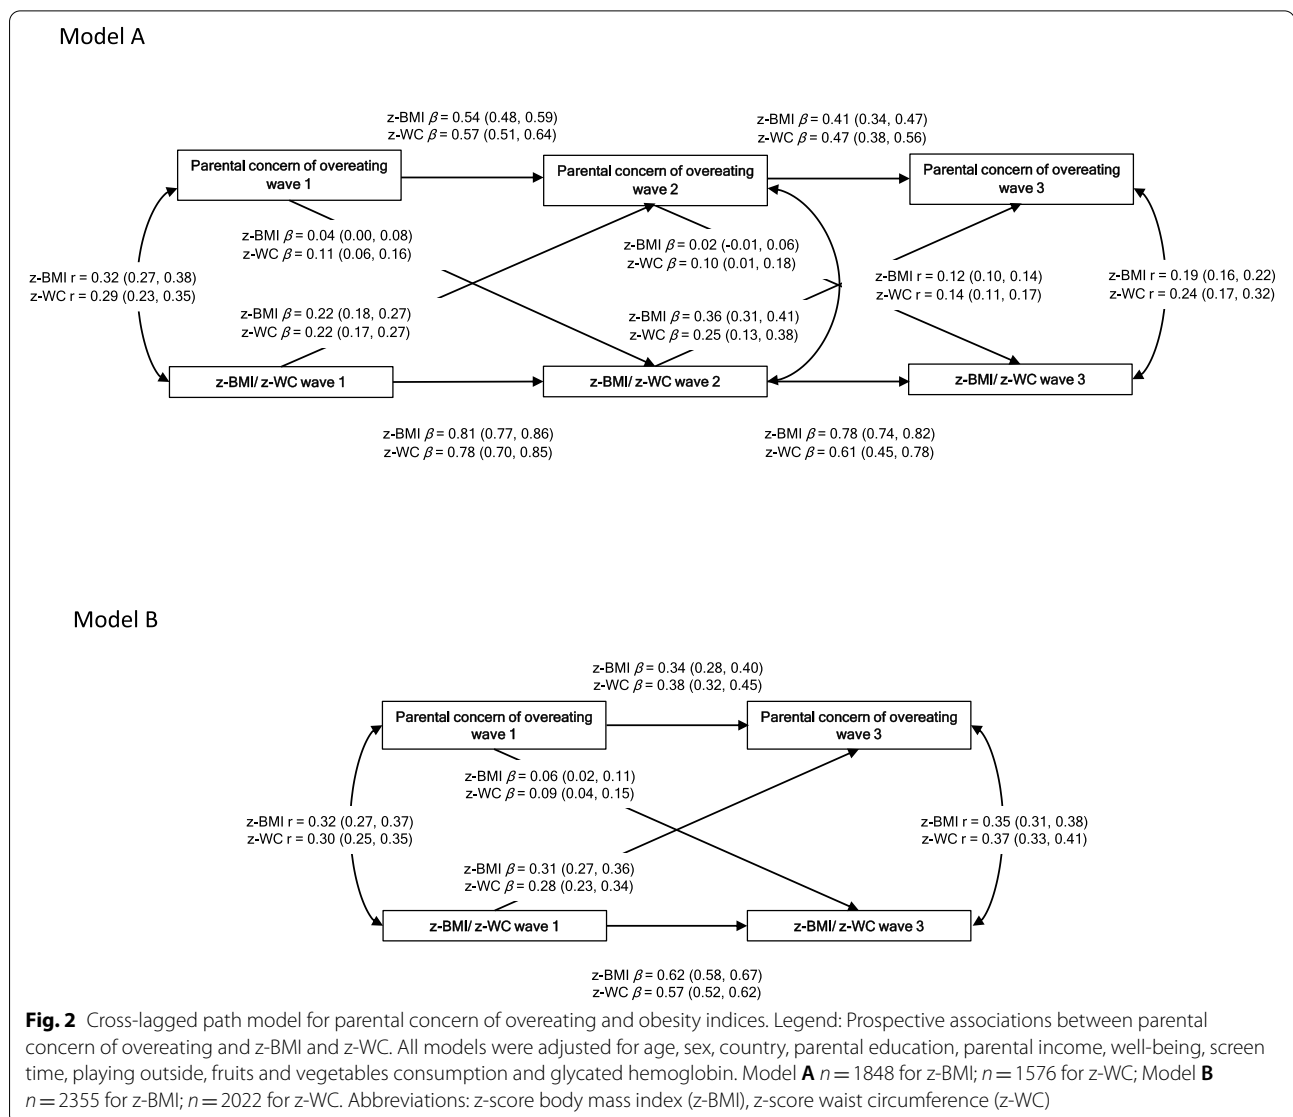 Model A
z-BMI β = 0.54 (0.48, 0.59)
z-WC β = 0.57 (0.51, 0.64)
z-BMI β = 0.41 (0.34, 0.47)
z-WC β = 0.47 (0.38, 0.56)
Parental concern of overeating
wave 1
Parental concern of overeating
wave 2
Parental concern of overeating
wave 3
z-BMI β = 0.04 (0.00, 0.08)
z-WC β = 0.11 (0.06, 0.16)
z-BMI β = 0.02 (-0.01, 0.06)
z-WC β = 0.10 (0.01, 0.18)
z-BMI r = 0.32 (0.27, 0.38)
z-WC r = 0.29 (0.23, 0.35)
z-BMI r = 0.12 (0.10, 0.14)
z-WC r = 0.14 (0.11, 0.17)
z-BMI r = 0.19 (0.16, 0.22)
z-WC r = 0.24 (0.17, 0.32)
z-BMI β = 0.22 (0.18, 0.27)
z-WC β = 0.22 (0.17, 0.27)
z-BMI β = 0.36 (0.31, 0.41)
z-WC β = 0.25 (0.13, 0.38)
z-BMI/ z-WC wave 1
z-BMI/ z-WC wave 2
z-BMI/ z-WC wave 3
z-BMI β = 0.81 (0.77, 0.86)
z-WC β = 0.78 (0.70, 0.85)
z-BMI β = 0.78 (0.74, 0.82)
z-WC β = 0.61 (0.45, 0.78)
Model B
z-BMI β = 0.34 (0.28, 0.40)
z-WC β = 0.38 (0.32, 0.45)
Parental concern of overeating
wave 1
Parental concern of overeating
wave 3
z-BMI β = 0.06 (0.02, 0.11)
z-WC β = 0.09 (0.04, 0.15)
z-BMI r = 0.32 (0.27, 0.37)
z-WC r = 0.30 (0.25, 0.35)
z-BMI r = 0.35 (0.31, 0.38)
z-WC r = 0.37 (0.33, 0.41)
z-BMI β = 0.31 (0.27, 0.36)
z-WC β = 0.28 (0.23, 0.34)
z-BMI/ z-WC wave 1
z-BMI/ z-WC wave 3
z-BMI β = 0.62 (0.58, 0.67)
z-WC β = 0.57 (0.52, 0.62)
Fig. 2 Cross-lagged path model for parental concern of overeating and obesity indices. Legend: Prospective associations between parental
concern of overeating and z-BMI and z-WC. All models were adjusted for age, sex, country, parental education, parental income, well-being, screen
time, playing outside, fruits and vegetables consumption and glycated hemoglobin. Model A n = 1848 for z-BMI; n = 1576 for z-WC; Model B
n = 2355 for z-BMI; n = 2022 for z-WC. Abbreviations: z-score body mass index (z-BMI), z-score waist circumference (z-WC)